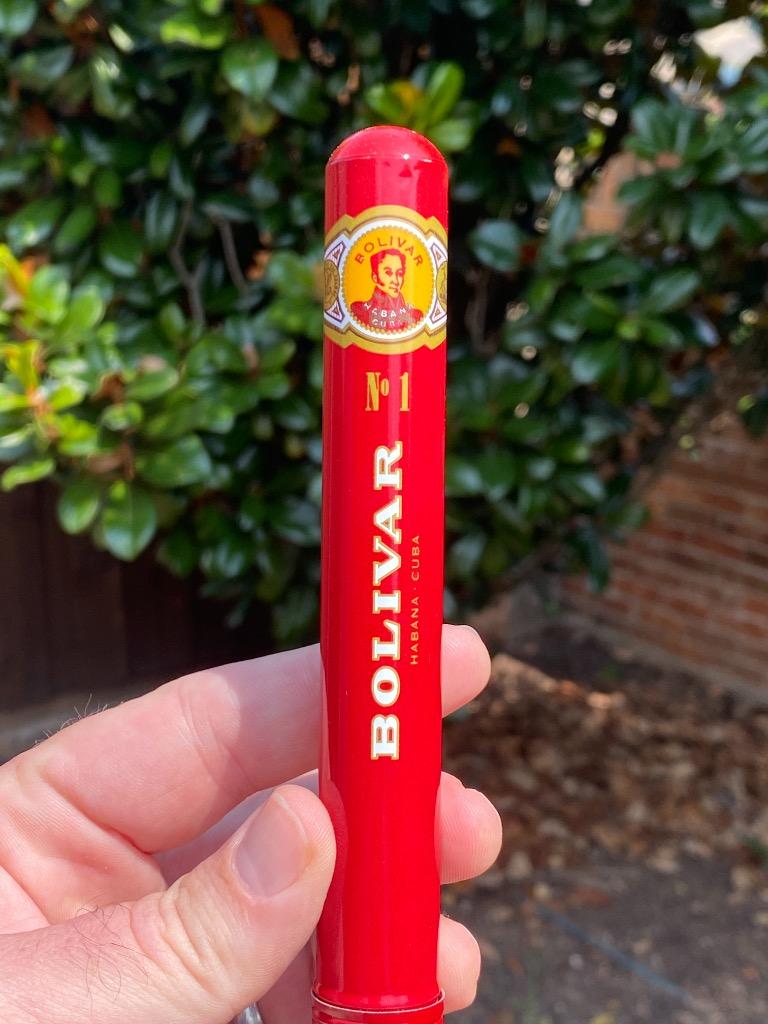 BOLIVAR
HABANA
CUBA
Nº 1
BOLIVAR
HABANA · CUBA